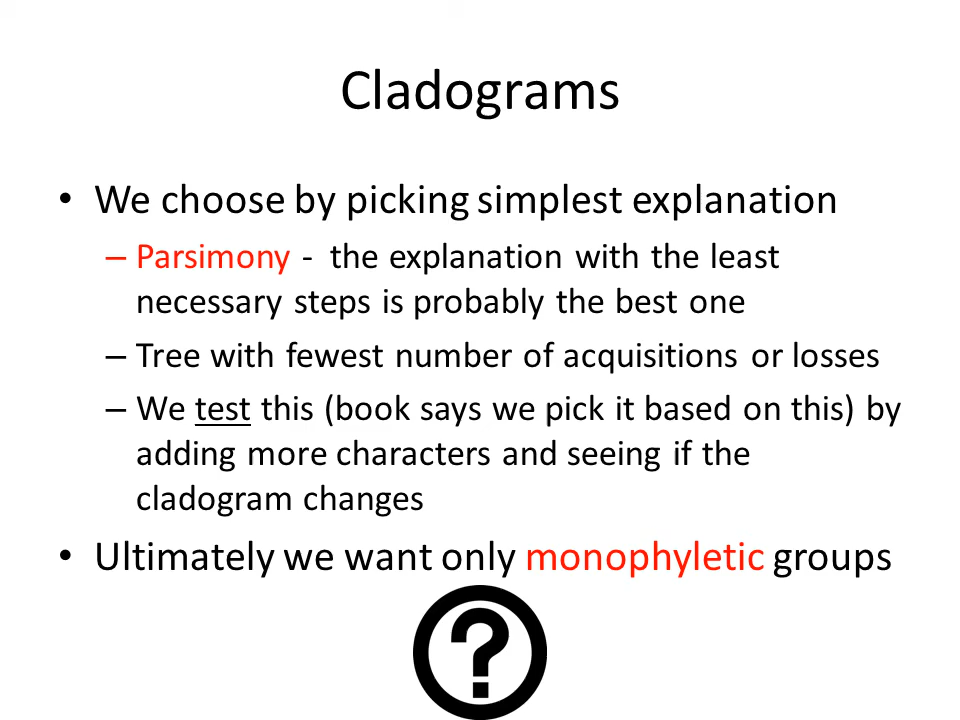 Cladograms
• We choose by picking simplest explanation
– Parsimony - the explanation with the least
necessary steps is probably the best one
– Tree with fewest number of acquisitions or losses
– We test this (book says we pick it based on this) by
adding more characters and seeing if the
cladogram changes
• Ultimately we want only monophyletic groups
?